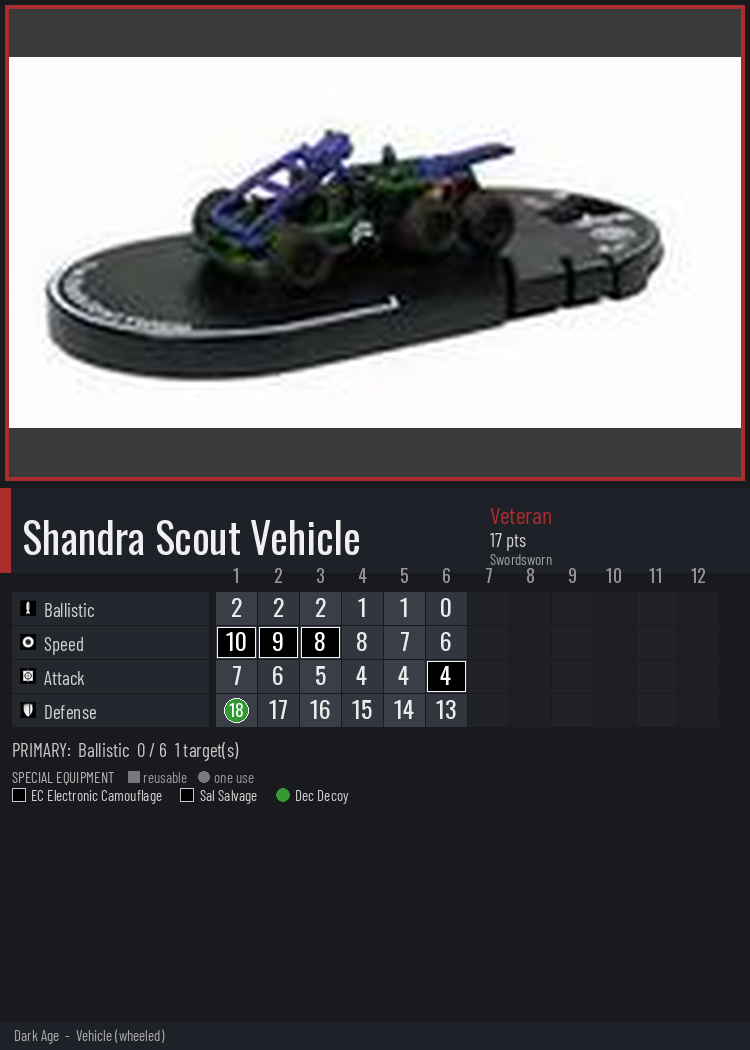 Shandra Scout Vehicle
Veteran
17 pts
Swordsworn
1 2 3 4 5 6 7 8 9 10 11 12
Ballistic 2 2 2 1 1 0
Speed 10 9 8 8 7 6
Attack 7 6 5 4 4 4
Defense 18 17 16 15 14 13
PRIMARY: Ballistic 0 / 6 1 target(s)
SPECIAL EQUIPMENT reusable one use
EC Electronic Camouflage Sal Salvage Dec Decoy
Dark Age - Vehicle (wheeled)